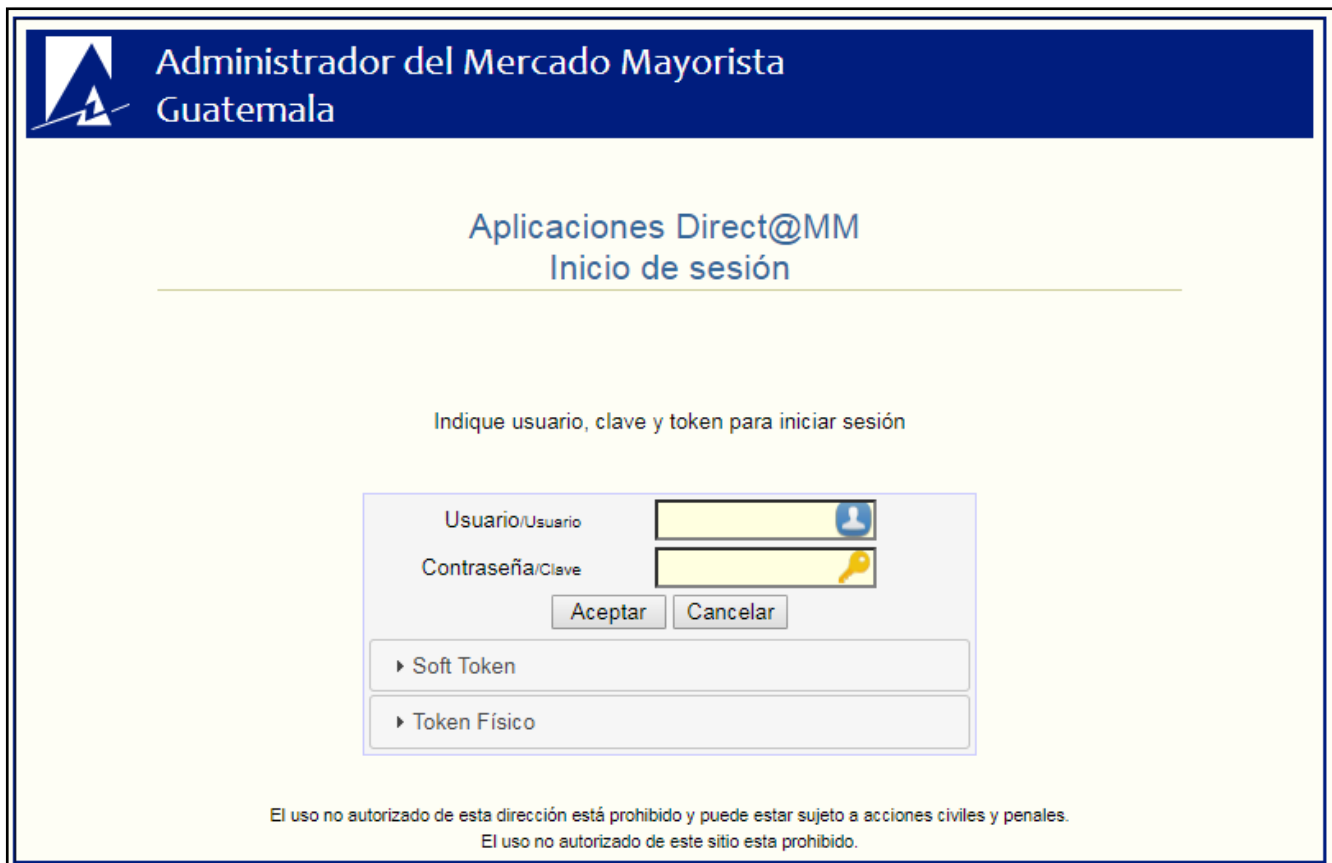 Administrador del Mercado Mayorista
Guatemala
Aplicaciones Direct@MM
Inicio de sesión
Indique usuario, clave y token para iniciar sesión
Usuario/Usuario
Contraseña/Clave
Aceptar Cancelar
Soft Token
Token Físico
El uso no autorizado de esta dirección está prohibido y puede estar sujeto a acciones civiles y penales.
El uso no autorizado de este sitio esta prohibido.